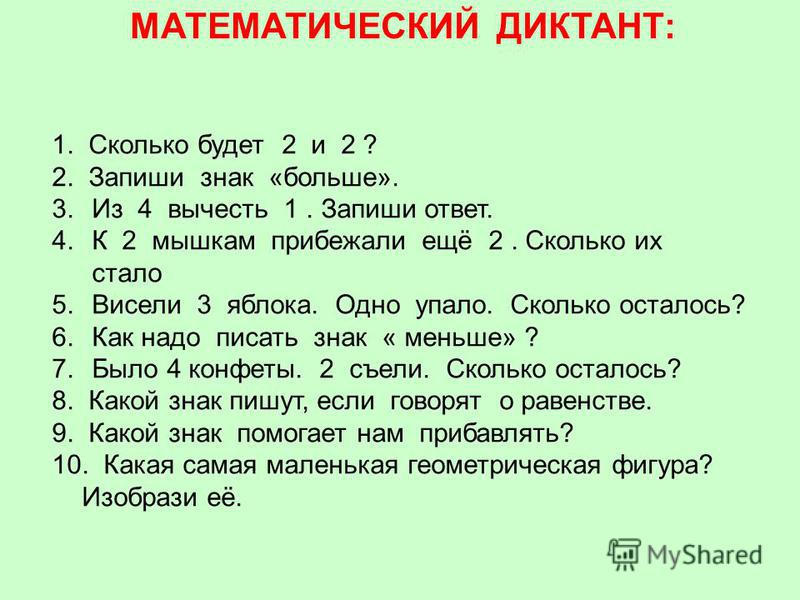 МАТЕМАТИЧЕСКИЙ ДИКТАНТ:
1. Сколько будет 2 и 2 ?
2. Запиши знак «больше».
3. Из 4 вычесть 1 . Запиши ответ.
4. К 2 мышкам прибежали ещё 2 . Сколько их
стало
5. Висели 3 яблока. Одно упало. Сколько осталось?
6. Как надо писать знак « меньше» ?
7. Было 4 конфеты. 2 съели. Сколько осталось?
8. Какой знак пишут, если говорят о равенстве.
9. Какой знак помогает нам прибавлять?
10. Какая самая маленькая геометрическая фигура?
Изобрази её.
MyShared